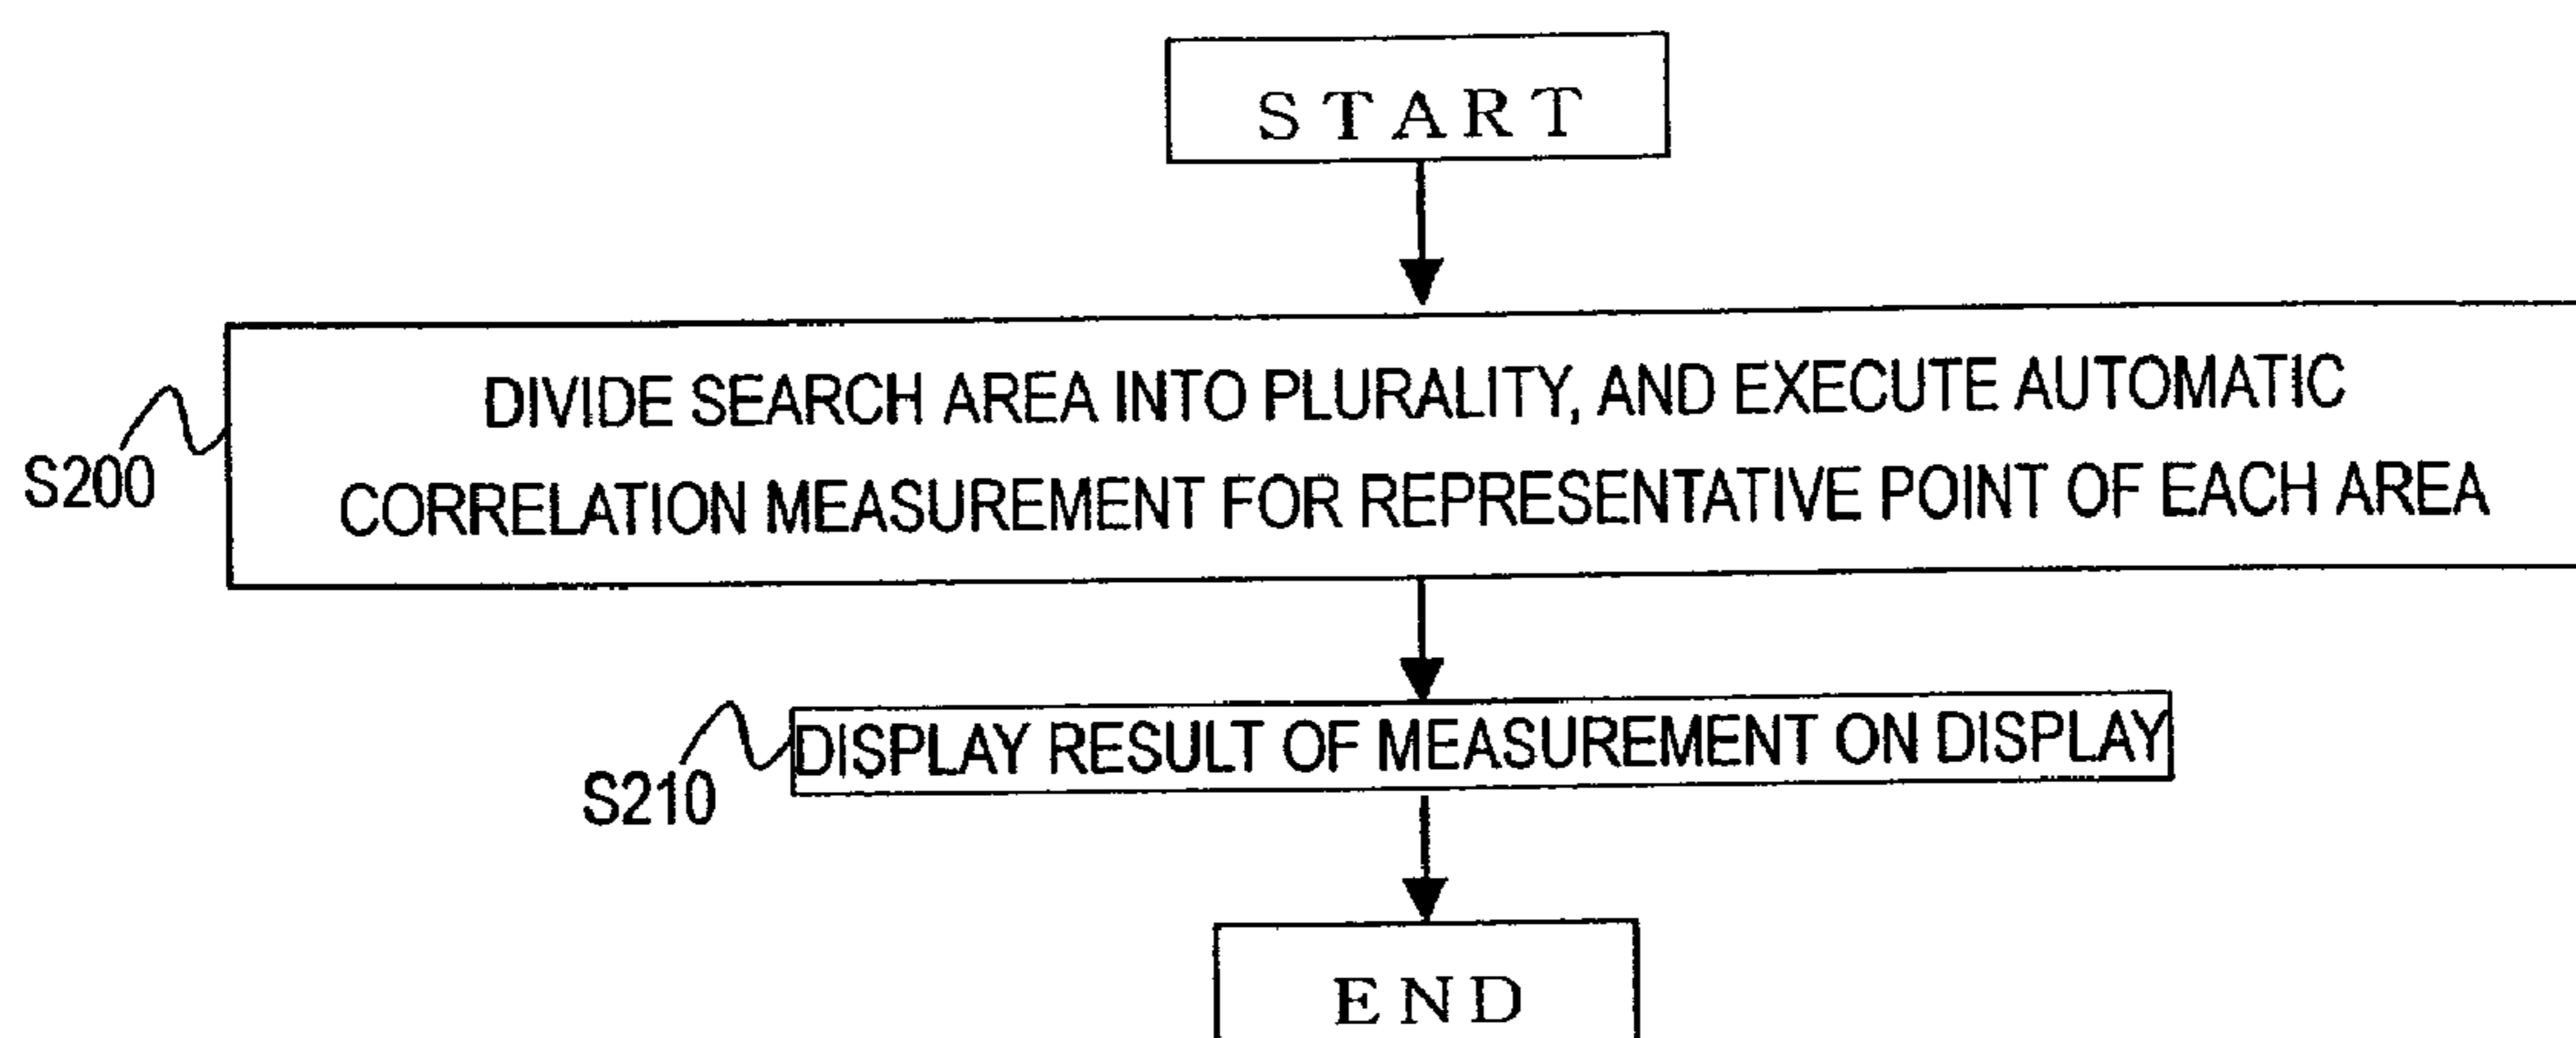 START
DIVIDE SEARCH AREA INTO PLURALITY, AND EXECUTE AUTOMATIC
CORRELATION MEASUREMENT FOR REPRESENTATIVE POINT OF EACH AREA
S200
DISPLAY RESULT OF MEASUREMENT ON DISPLAY
S210
END